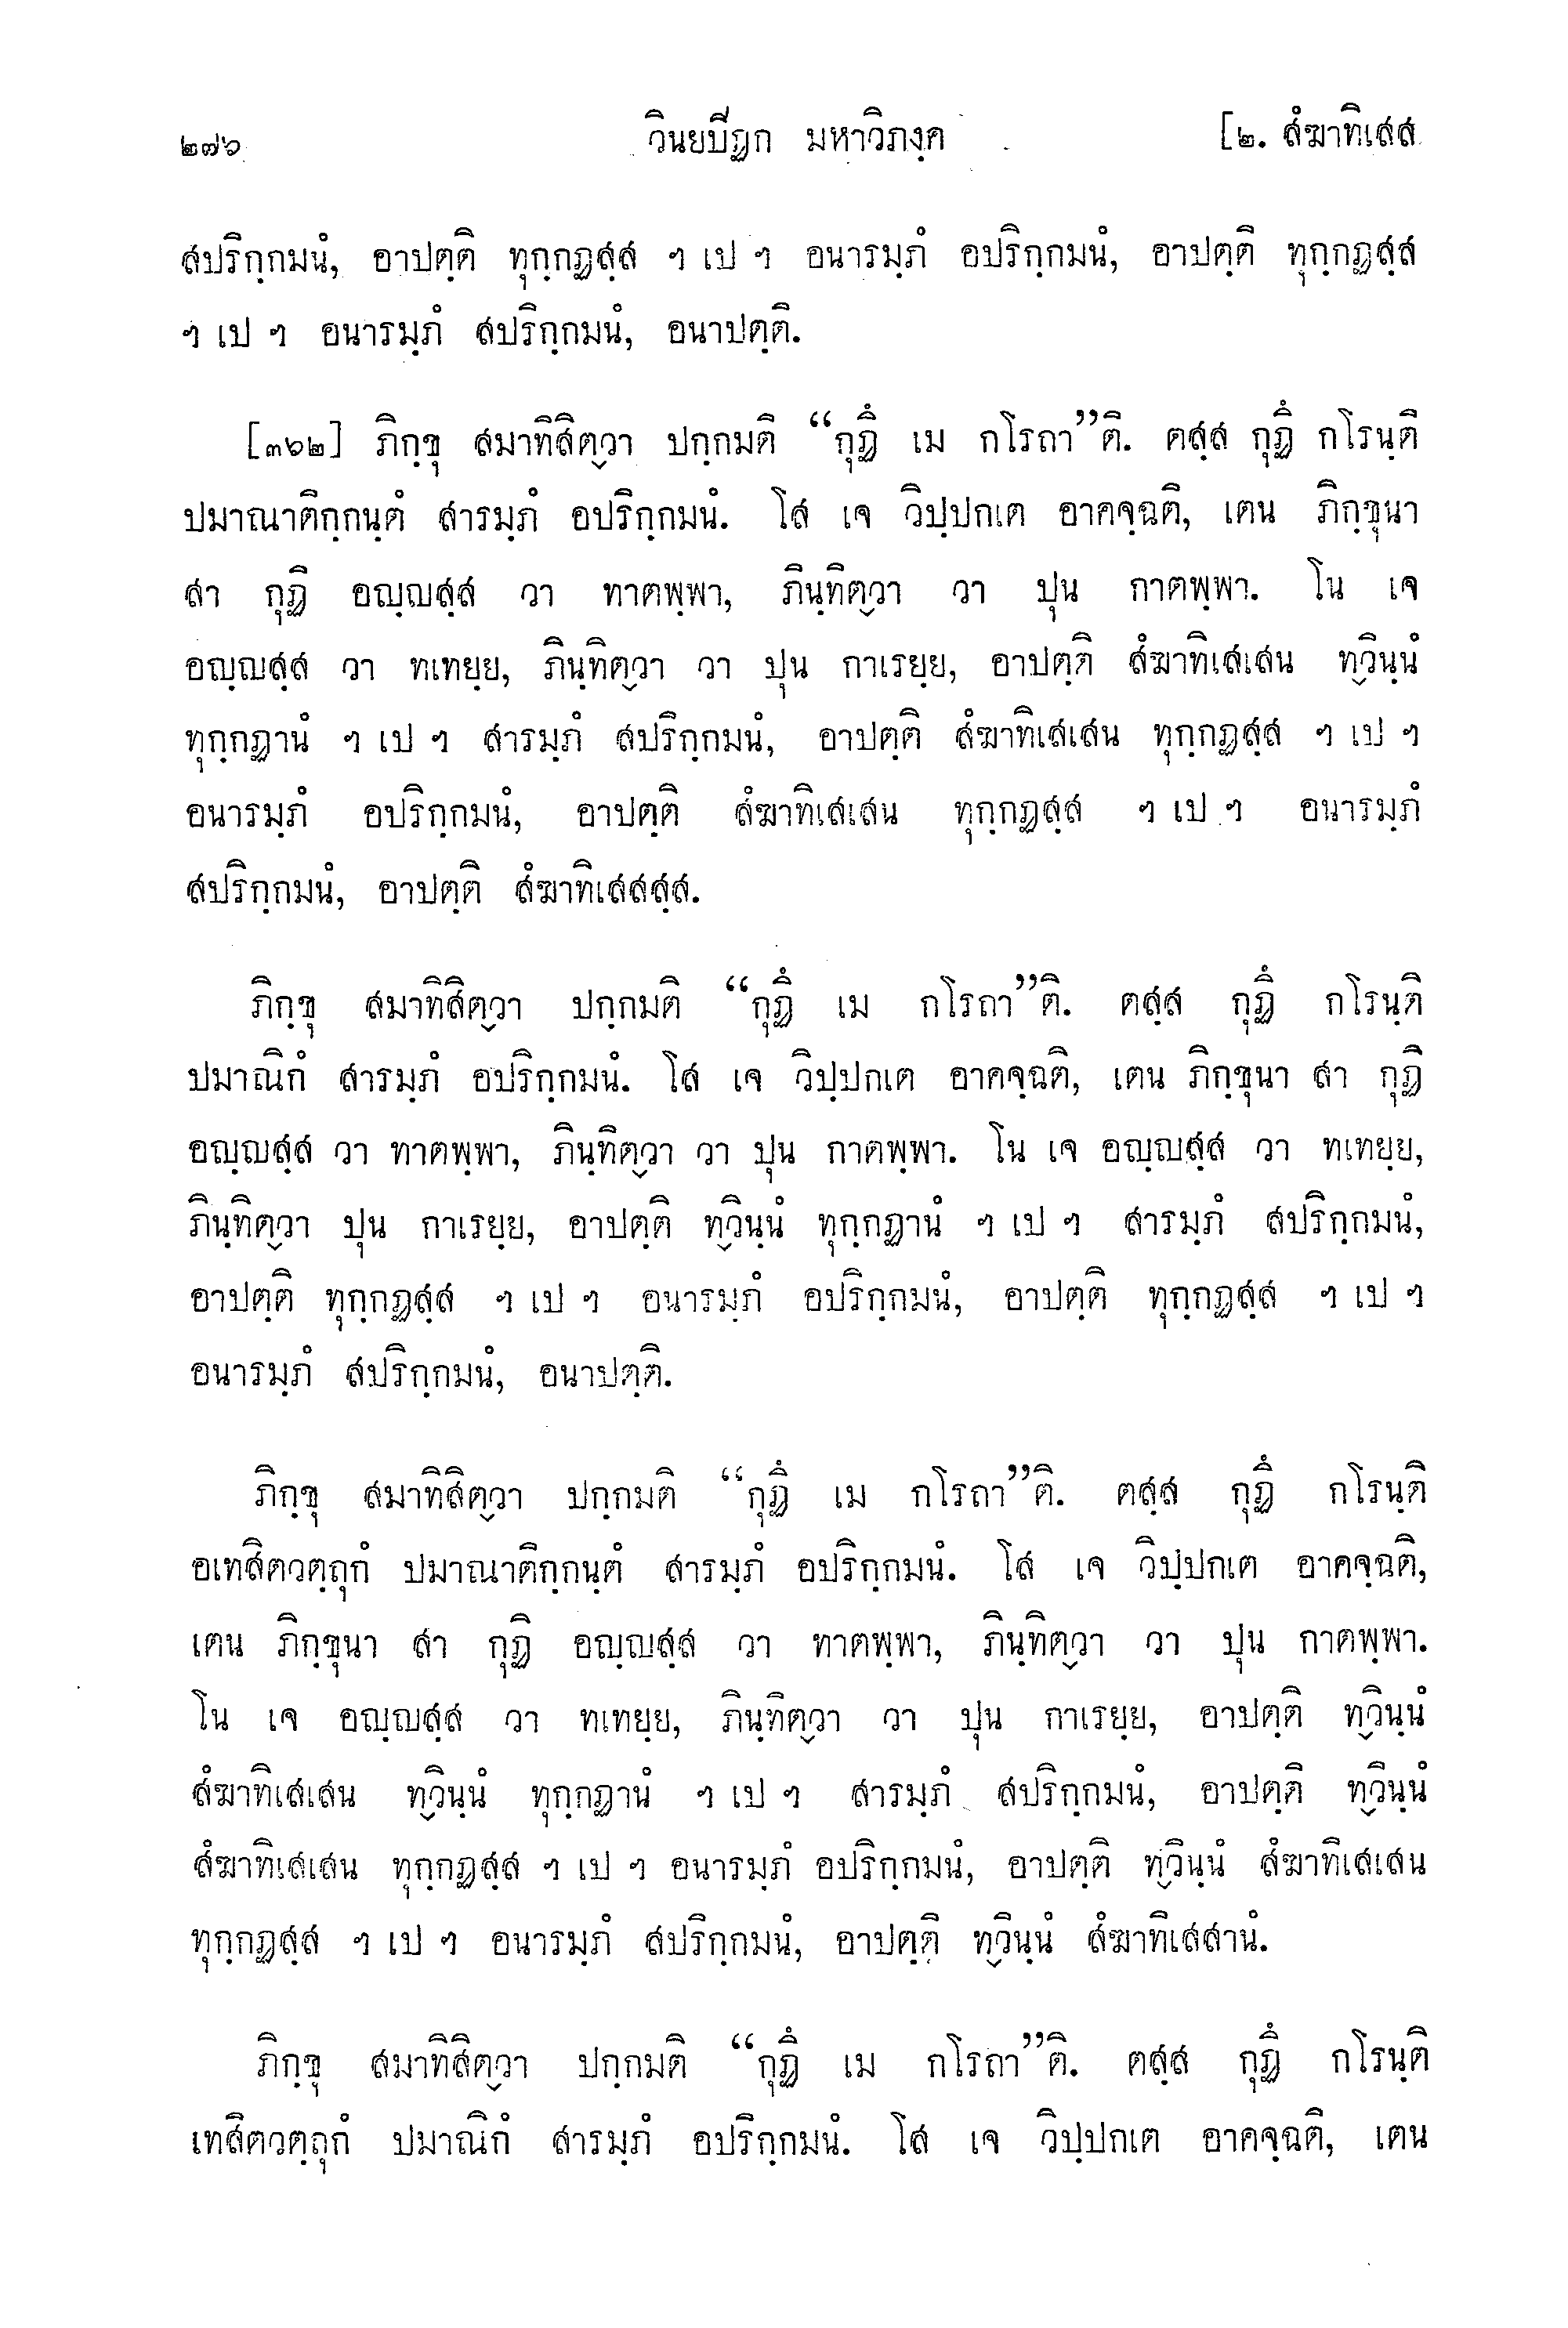 ๒๗๖ วินยปีฏก มหาวิภงฺค [๒. สํฆาทิเสส
สปริกฺกมนํ, อาปตฺติ ทุกฺกฏสฺส ฯ เป ฯ อนารมฺภํ อปริกฺกมนํ, อาปตฺติ ทุกฺกฏสฺส
ฯ เป ฯ อนารมฺภํ สปริกฺกมนํ, อนาปตฺติ.
[๓๖๒] ภิกฺขุ สมาทิสิตฺวา ปกฺกมติ “กุฏึ เม กโรถา”ติ. ตสฺส กุฏึ กโรนฺติ
ปมาณาติกฺกนฺตํ สารมฺภํ อปริกฺกมนํ. โส เจ วิปฺปกเต อาคจฺฉติ, เตน ภิกฺขุนา
สา กุฏิ อญฺญสฺส วา ทาตพฺพา, ภินฺทิตฺวา วา ปุน กาตพฺพา. โน เจ
อญฺญสฺส วา ทเทยฺย, ภินฺทิตฺวา วา ปุน กาเรยฺย, อาปตฺติ สํฆาทิเสเสน ทฺวินฺนํ
ทุกฺกฏานํ ฯ เป ฯ สารมฺภํ สปริกฺกมนํ, อาปตฺติ สํฆาทิเสเสน ทุกฺกฏสฺส ฯ เป ฯ
อนารมฺภํ อปริกฺกมนํ, อาปตฺติ สํฆาทิเสเสน ทุกฺกฏสฺส ฯ เป ฯ อนารมฺภํ
สปริกฺกมนํ, อาปตฺติ สํฆาทิเสสสฺส.
ภิกฺขุ สมาทิสิตฺวา ปกฺกมติ “กุฏึ เม กโรถา”ติ. ตสฺส กุฏึ กโรนฺติ
ปมาณิกํ สารมฺภํ อปริกฺกมนํ. โส เจ วิปฺปกเต อาคจฺฉติ, เตน ภิกฺขุนา สา กุฏิ
อญฺญสฺส วา ทาตพฺพา, ภินฺทิตฺวา วา ปุน กาตพฺพา. โน เจ อญฺญสฺส วา ทเทยฺย,
ภินฺทิตฺวา ปุน กาเรยฺย, อาปตฺติ ทฺวินฺนํ ทุกฺกฏานํ ฯ เป ฯ สารมฺภํ สปริกฺกมนํ,
อาปตฺติ ทุกฺกฏสฺส ฯ เป ฯ อนารมฺภํ อปริกฺกมนํ, อาปตฺติ ทุกฺกฏสฺส ฯ เป ฯ
อนารมฺภํ สปริกฺกมนํ, อนาปตฺติ.
ภิกฺขุ สมาทิสิตฺวา ปกฺกมติ “กุฏึ เม กโรถา”ติ. ตสฺส กุฏึ กโรนฺติ
อเทสิตวตฺถุกํ ปมาณาติกฺกนฺตํ สารมฺภํ อปริกฺกมนํ. โส เจ วิปฺปกเต อาคจฺฉติ,
เตน ภิกฺขุนา สา กุฏิ อญฺญสฺส วา ทาตพฺพา, ภินฺทิตฺวา วา ปุน กาตพฺพา.
โน เจ อญฺญสฺส วา ทเทยฺย, ภินฺทิตฺวา วา ปุน กาเรยฺย, อาปตฺติ ทฺวินฺนํ
สํฆาทิเสเสน ทฺวินฺนํ ทุกฺกฏานํ ฯ เป ฯ สารมฺภํ สปริกฺกมนํ, อาปตฺติ ทฺวินฺนํ
สํฆาทิเสเสน ทุกฺกฏสฺส ฯ เป ฯ อนารมฺภํ อปริกฺกมนํ, อาปตฺติ ทฺวินฺนํ สํฆาทิเสเสน
ทุกฺกฏสฺส ฯ เป ฯ อนารมฺภํ สปริกฺกมนํ, อาปตฺติ ทฺวินฺนํ สํฆาทิเสสานํ.
ภิกฺขุ สมาทิสิตฺวา ปกฺกมติ “กุฏึ เม กโรถา”ติ. ตสฺส กุฏึ กโรนฺติ
เทสิตวตฺถุกํ ปมาณิกํ สารมฺภํ อปริกฺกมนํ. โส เจ วิปฺปกเต อาคจฺฉติ, เตน